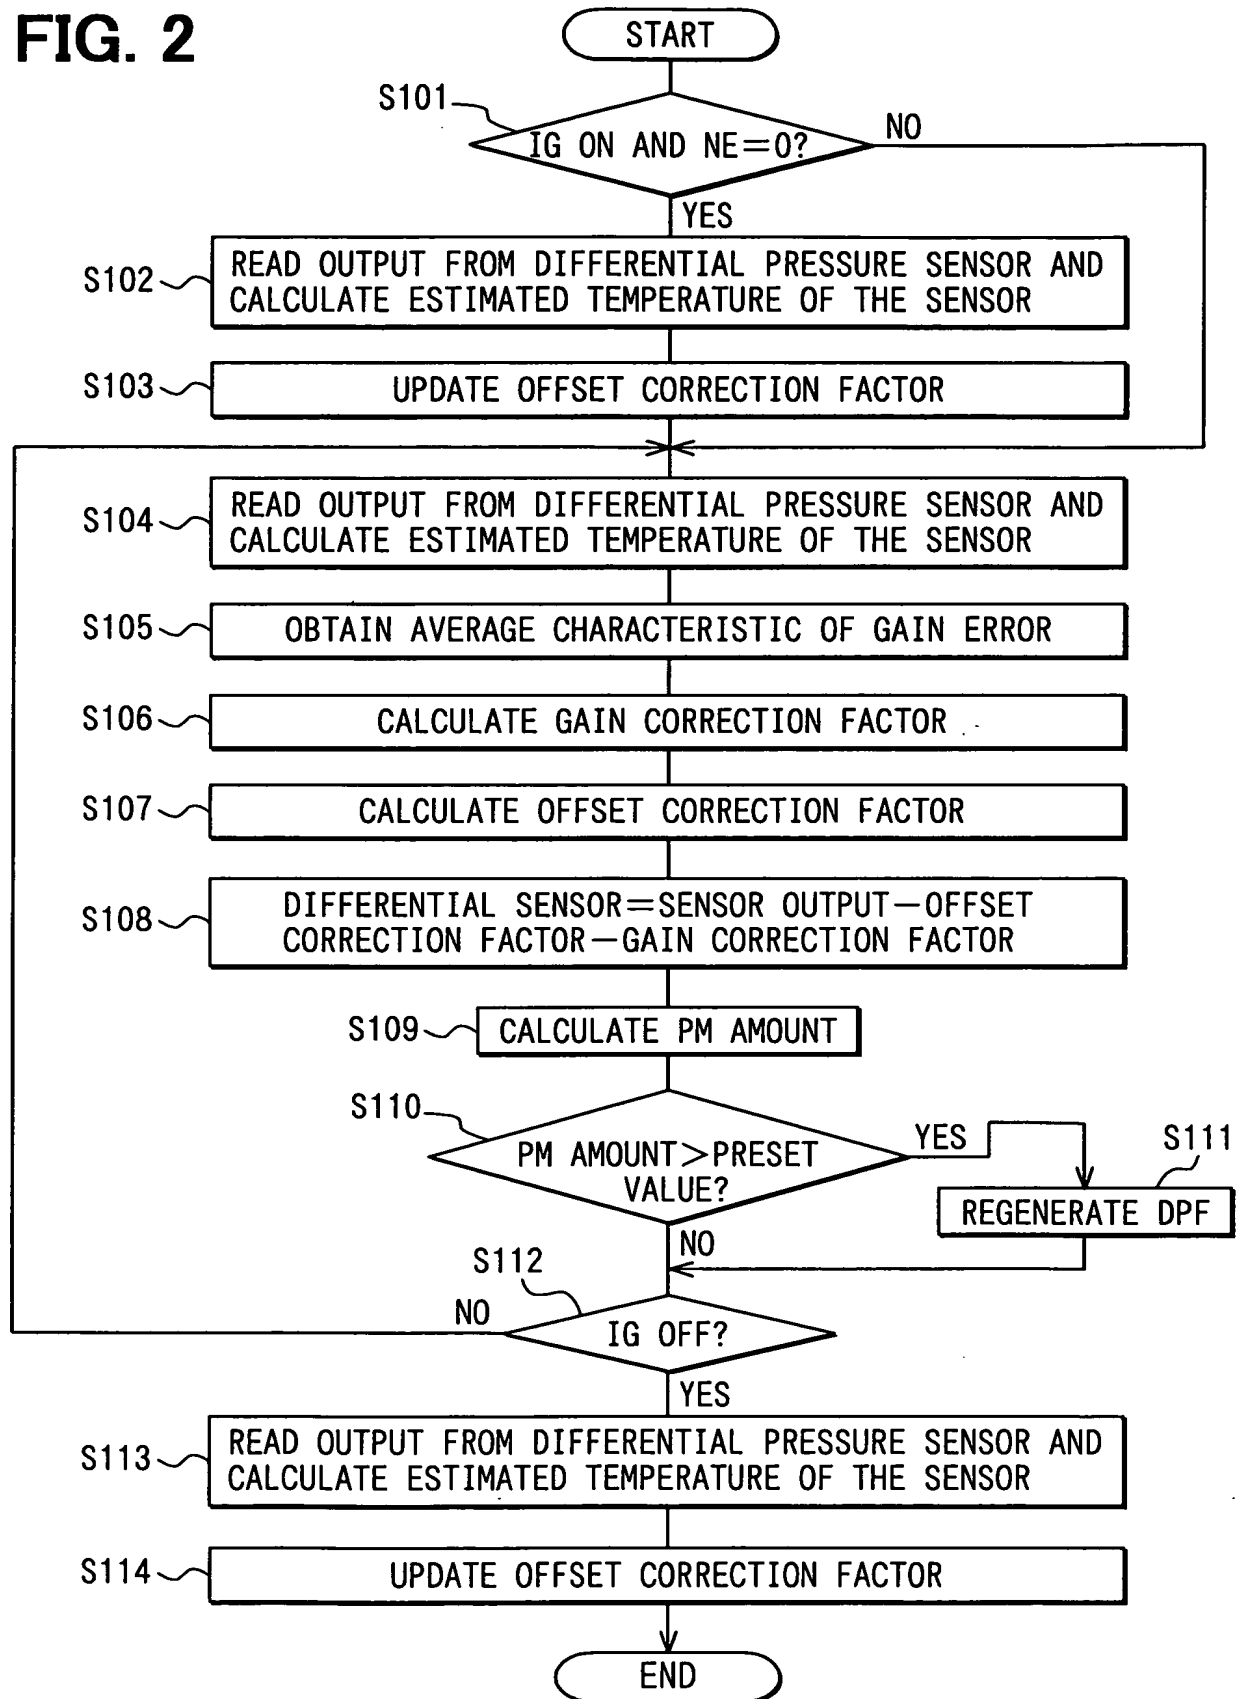 FIG. 2
START
S101
IG ON AND NE=0?
NO
YES
S102
READ OUTPUT FROM DIFFERENTIAL PRESSURE SENSOR AND
CALCULATE ESTIMATED TEMPERATURE OF THE SENSOR
S103
UPDATE OFFSET CORRECTION FACTOR
S104
READ OUTPUT FROM DIFFERENTIAL PRESSURE SENSOR AND
CALCULATE ESTIMATED TEMPERATURE OF THE SENSOR
S105
OBTAIN AVERAGE CHARACTERISTIC OF GAIN ERROR
S106
CALCULATE GAIN CORRECTION FACTOR
S107
CALCULATE OFFSET CORRECTION FACTOR
S108
DIFFERENTIAL SENSOR=SENSOR OUTPUT−OFFSET
CORRECTION FACTOR−GAIN CORRECTION FACTOR
S109
CALCULATE PM AMOUNT
S110
PM AMOUNT>PRESET
VALUE?
YES
S111
REGENERATE DPF
NO
S112
IG OFF?
NO
YES
S113
READ OUTPUT FROM DIFFERENTIAL PRESSURE SENSOR AND
CALCULATE ESTIMATED TEMPERATURE OF THE SENSOR
S114
UPDATE OFFSET CORRECTION FACTOR
END